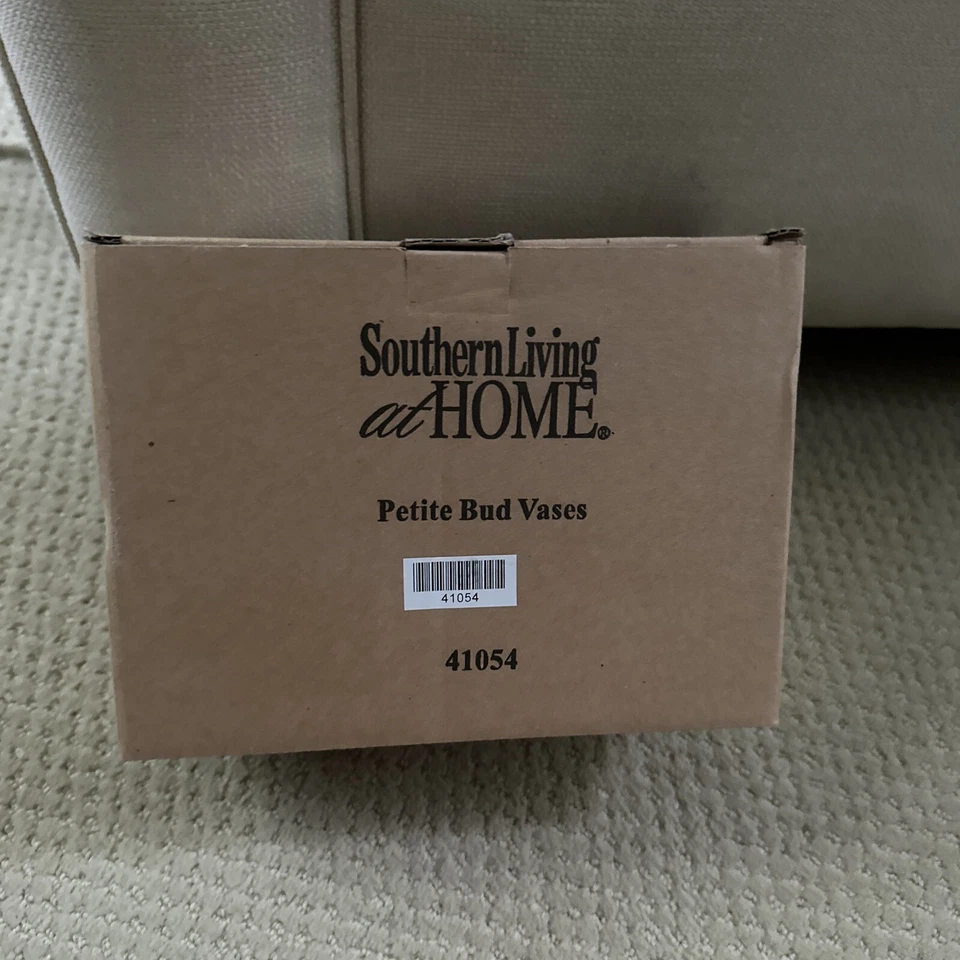 Southern Living
at HOME®
Petite Bud Vases
41054
41054